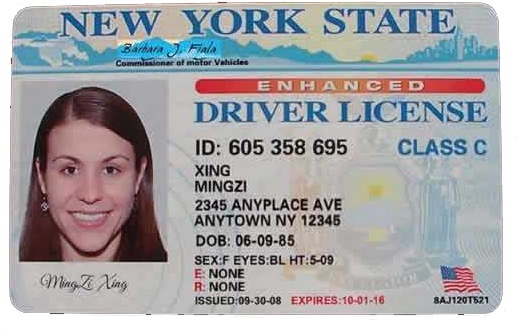 NEW YORK STATE
Barbara J. Fiala
Commissioner of motor Vehicles
ENHANCED
DRIVER LICENSE
ID: 605 358 695 CLASS C
XING
MINGZI
2345 ANYPLACE AVE
ANYTOWN NY 12345
DOB: 06-09-85
SEX:F EYES:BL HT:5-09
E: NONE
R: NONE
ISSUED:09-30-08 EXPIRES:10-01-16
8AJ120T521
MingZi Xing